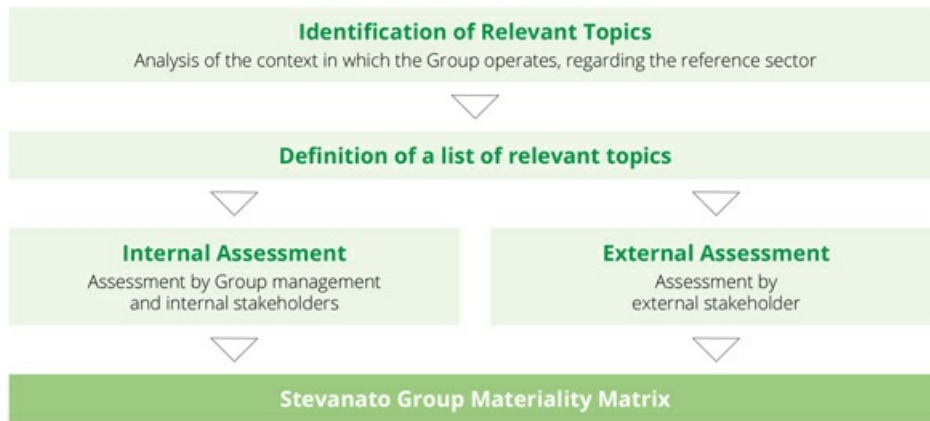 Identification of Relevant Topics
Analysis of the context in which the Group operates, regarding the reference sector
Definition of a list of relevant topics
Internal Assessment
Assessment by Group management
and internal stakeholders
External Assessment
Assessment by
external stakeholder
Stevanato Group Materiality Matrix